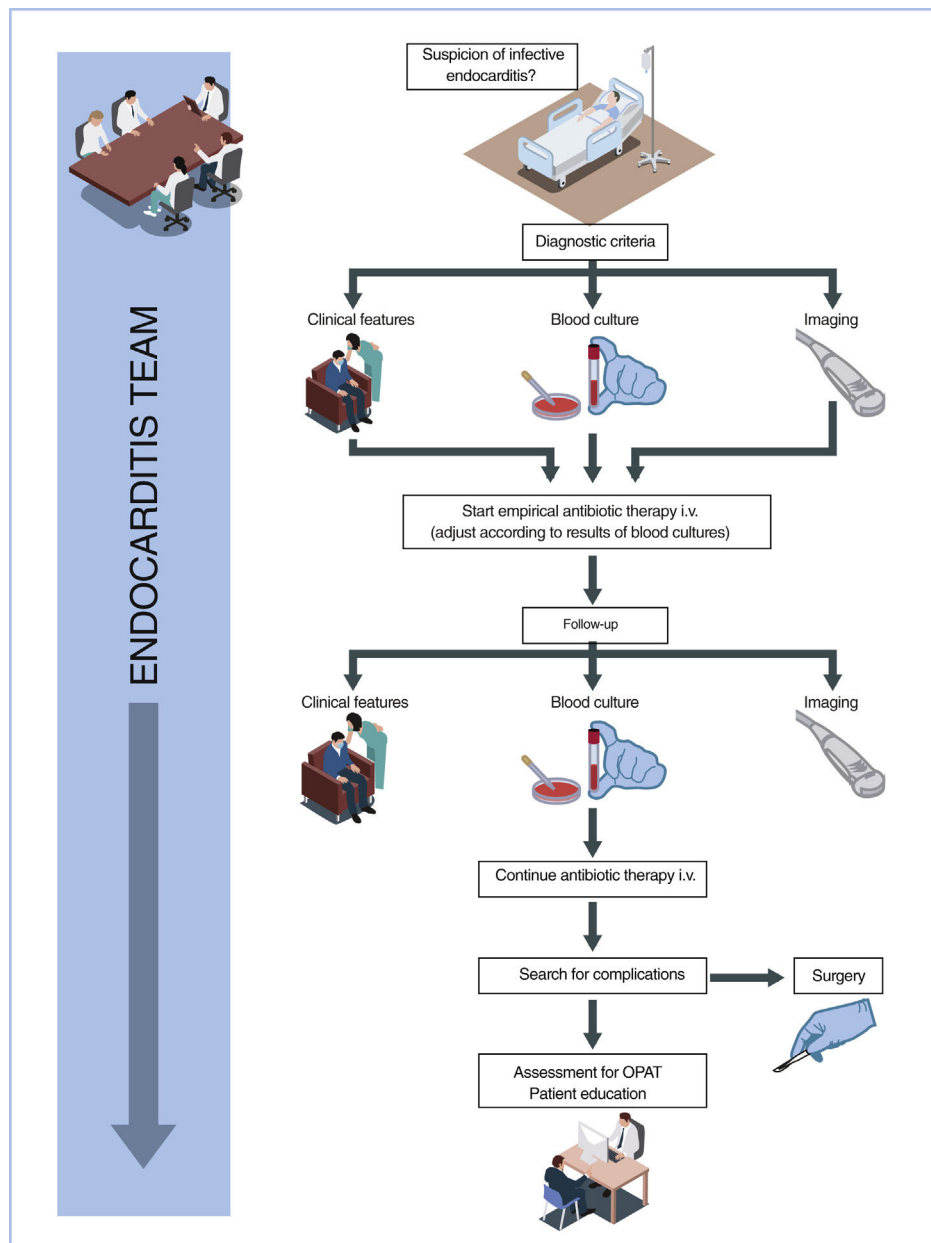 ENDOCARDITIS TEAM
Suspicion of infective
endocarditis?
Diagnostic criteria
Clinical features
Blood culture
Imaging
Start empirical antibiotic therapy i.v.
(adjust according to results of blood cultures)
Follow-up
Clinical features
Blood culture
Imaging
Continue antibiotic therapy i.v.
Search for complications
Surgery
Assessment for OPAT
Patient education